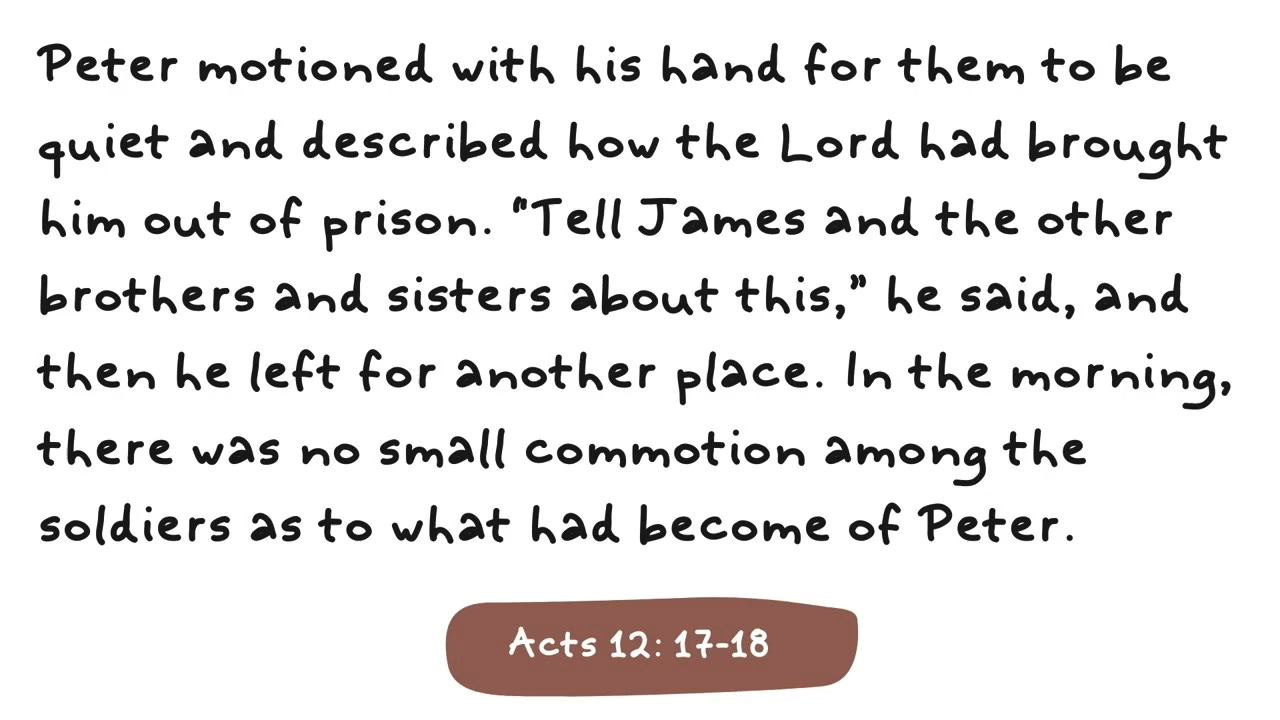 Peter motioned with his hand for them to be
quiet and described how the Lord had brought
him out of prison. "Tell James and the other
brothers and sisters about this,” he said, and
then he left for another place. In the morning,
there was no small commotion among the
soldiers as to what had become of Peter.
Acts 12: 17-18